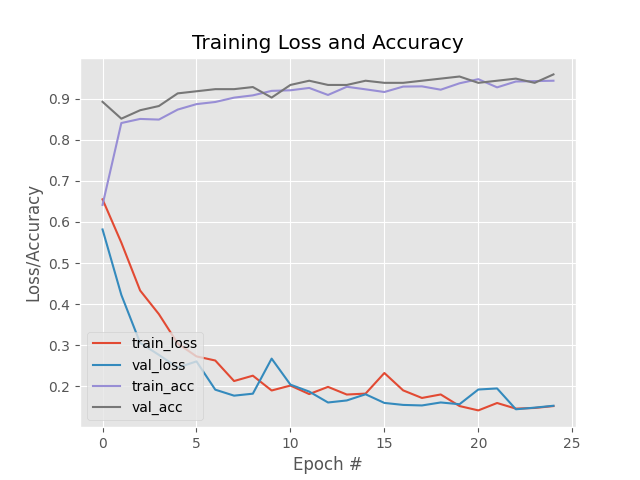 Training Loss and Accuracy
Loss/Accuracy
0.9
0.8
0.7
0.6
0.5
0.4
0.3
0.2
train_loss
val_loss
train_acc
val_acc
0 5 10 15 20 25
Epoch #